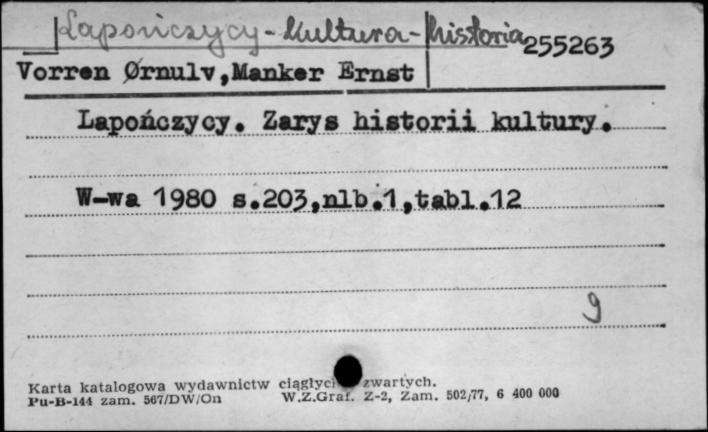 Lapończycy - kultura - historia
255263
Vorren Ørnulv,Manker Ernst
Lapończycy. Zarys historii kultury.
W-wa 1980 s.203,nlb.1,tabl.12
9
Karta katalogowa wydawnictw zwartych.
Pu-B-144 zam. 567/DW/On W.Z.Graf. Z-2, Zam. 502/77, 6 400 000